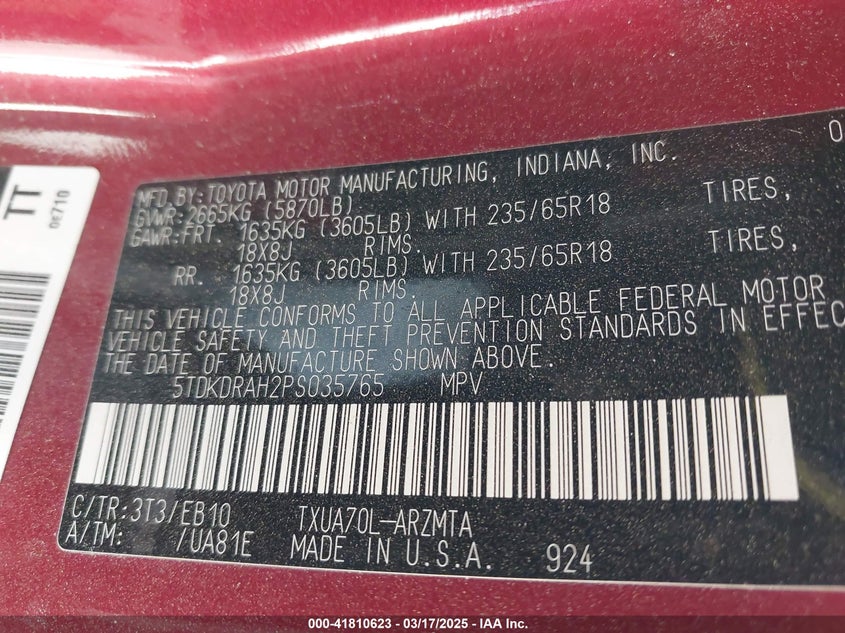 TT
08/10
0
MFD.BY:TOYOTA MOTOR MANUFACTURING, INDIANA, INC.
GVWR:2665KG (5870LB)
GAWR:FRT. 1635KG (3605LB) WITH 235/65R18 TIRES,
18X8J RIMS.
RR. 1635KG (3605LB) WITH 235/65R18 TIRES,
18X8J RIMS.
THIS VEHICLE CONFORMS TO ALL APPLICABLE FEDERAL MOTOR
VEHICLE SAFETY AND THEFT PREVENTION STANDARDS IN EFFEC
THE DATE OF MANUFACTURE SHOWN ABOVE.
5TDKDRAH2PS035765 MPV
C/TR:3T3/EB10 TXUA70L-ARZMTA
A/TM: /UA81E MADE IN U.S.A. 924
000-41810623 - 03/17/2025 - IAA Inc.